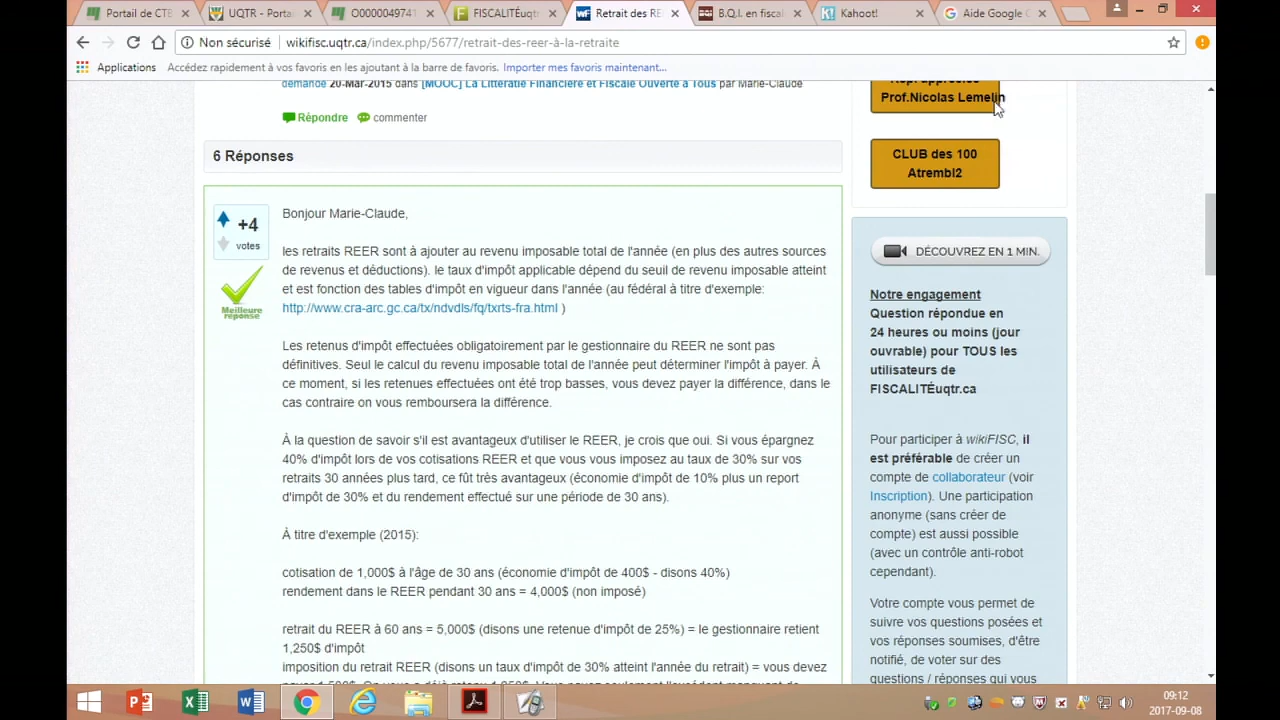 Portail de CTB
UQTR - Portai
O0000049741
FISCALITÉuqt
Retrait des RE
B.Q.I. en fisca
Kahoot!
Aide Google C
Non sécurisé
wikifisc.uqtr.ca/index.php/5677/retrait-des-reer-à-la-retraite
Applications
Accédez rapidement à vos favoris en les ajoutant à la barre de favoris. Importer mes favoris maintenant...
demandé 20-Mar-2015 dans [MOOC] La Littératie Financière et Fiscale Ouverte à Tous par Marie-Claude
Répondre
commenter
6 Réponses
+4
votes
Meilleure
réponse
Bonjour Marie-Claude,
les retraits REER sont à ajouter au revenu imposable total de l'année (en plus des autres sources
de revenus et déductions). le taux d'impôt applicable dépend du seuil de revenu imposable atteint
et est fonction des tables d'impôt en vigueur dans l'année (au fédéral à titre d'exemple:
http://www.cra-arc.gc.ca/tx/ndvdls/fq/txrts-fra.html )
Les retenus d'impôt effectuées obligatoirement par le gestionnaire du REER ne sont pas
définitives. Seul le calcul du revenu imposable total de l'année peut déterminer l'impôt à payer. À
ce moment, si les retenues effectuées ont été trop basses, vous devez payer la différence, dans le
cas contraire on vous remboursera la différence.
À la question de savoir s'il est avantageux d'utiliser le REER, je crois que oui. Si vous épargnez
40% d'impôt lors de vos cotisations REER et que vous vous imposez au taux de 30% sur vos
retraits 30 années plus tard, ce fût très avantageux (économie d'impôt de 10% plus un report
d'impôt de 30% et du rendement effectué sur une période de 30 ans).
À titre d'exemple (2015):
cotisation de 1,000$ à l'âge de 30 ans (économie d'impôt de 400$ - disons 40%)
rendement dans le REER pendant 30 ans = 4,000$ (non imposé)
retrait du REER à 60 ans = 5,000$ (disons une retenue d'impôt de 25%) = le gestionnaire retient
1,250$ d'impôt
imposition du retrait REER (disons un taux d'impôt de 30% atteint l'année du retrait) = vous devez
Prof.Nicolas Lemelin
CLUB des 100
Atrembl2
DÉCOUVREZ EN 1 MIN.
Notre engagement
Question répondue en
24 heures ou moins (jour
ouvrable) pour TOUS les
utilisateurs de
FISCALITÉuqtr.ca
Pour participer à wikiFISC, il
est préférable de créer un
compte de collaborateur (voir
Inscription). Une participation
anonyme (sans créer de
compte) est aussi possible
(avec un contrôle anti-robot
cependant).
Votre compte vous permet de
suivre vos questions posées et
vos réponses soumises, d'être
notifié, de voter sur des
questions / réponses qui vous
09:12
2017-09-08